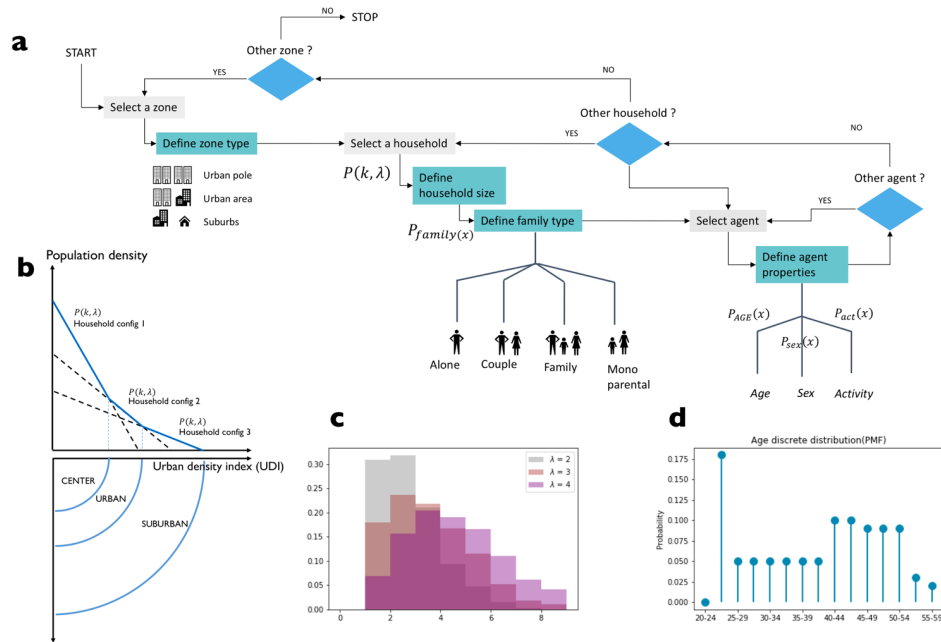 a
NO
STOP
START
Other zone ?
YES
NO
Select a zone
Other household ?
NO
Define zone type
Select a household
YES
Urban pole
Urban area
Suburbs
P(k, λ)
Define
household size
Other agent ?
YES
P_family(x)
Define family type
Select agent
Define agent
properties
P_AGE(x)
P_act(x)
P_sex(x)
Alone
Couple
Family
Mono
parental
Age
Sex
Activity
b
Population density
P(k, λ)
Household config 1
P(k, λ)
Household config 2
P(k, λ)
Household config 3
Urban density index (UDI)
CENTER
URBAN
SUBURBAN
c
0.30
0.25
0.20
0.15
0.10
0.05
0.00
0
2
4
6
8
λ = 2
λ = 3
λ = 4
d
Age discrete distribution(PMF)
Probability
0.175
0.150
0.125
0.100
0.075
0.050
0.025
0.000
20-24
25-29
30-34
35-39
40-44
45-49
50-54
55-59